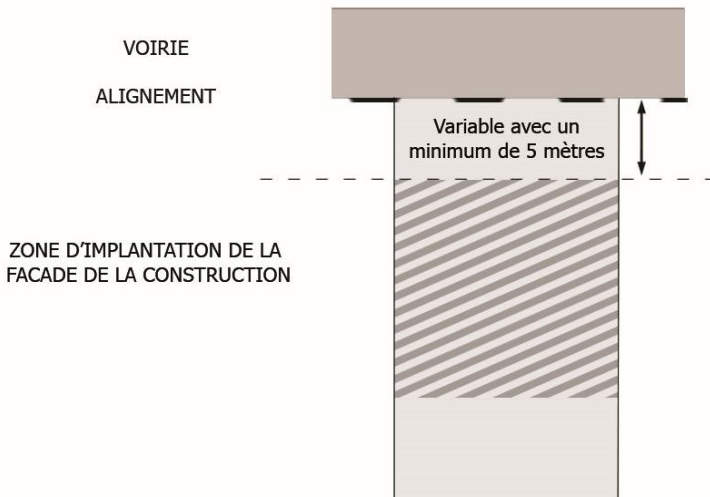 VOIRIE
ALIGNEMENT
Variable avec un
minimum de 5 mètres
ZONE D'IMPLANTATION DE LA
FACADE DE LA CONSTRUCTION